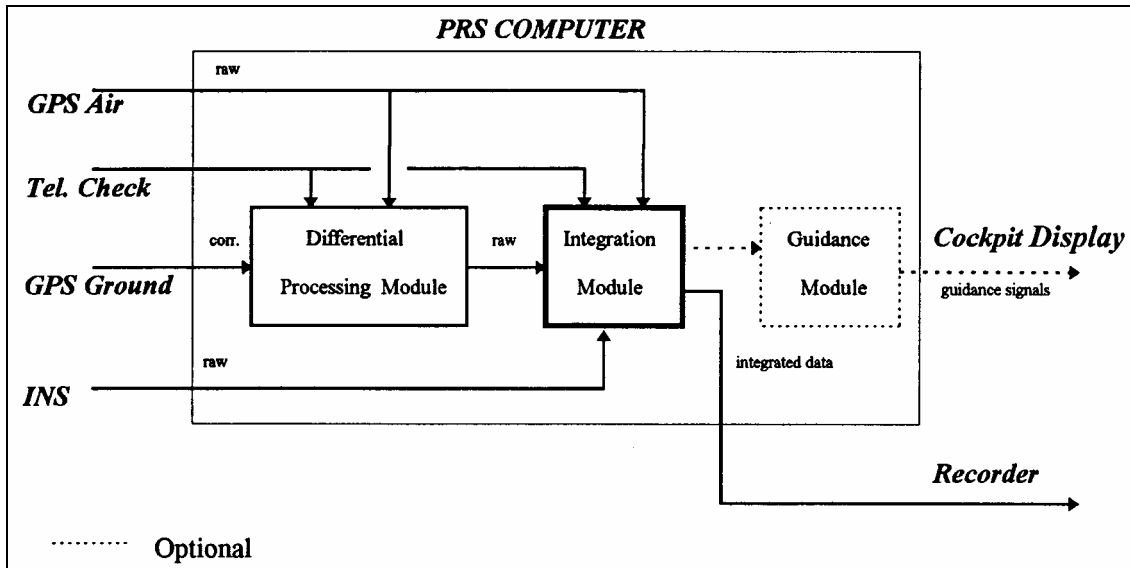 PRS COMPUTER
raw
GPS Air
Tel. Check
corr.
Differential
Processing Module
raw
Integration
Module
Guidance
Module
Cockpit Display
guidance signals
GPS Ground
raw
INS
integrated data
Recorder
Optional